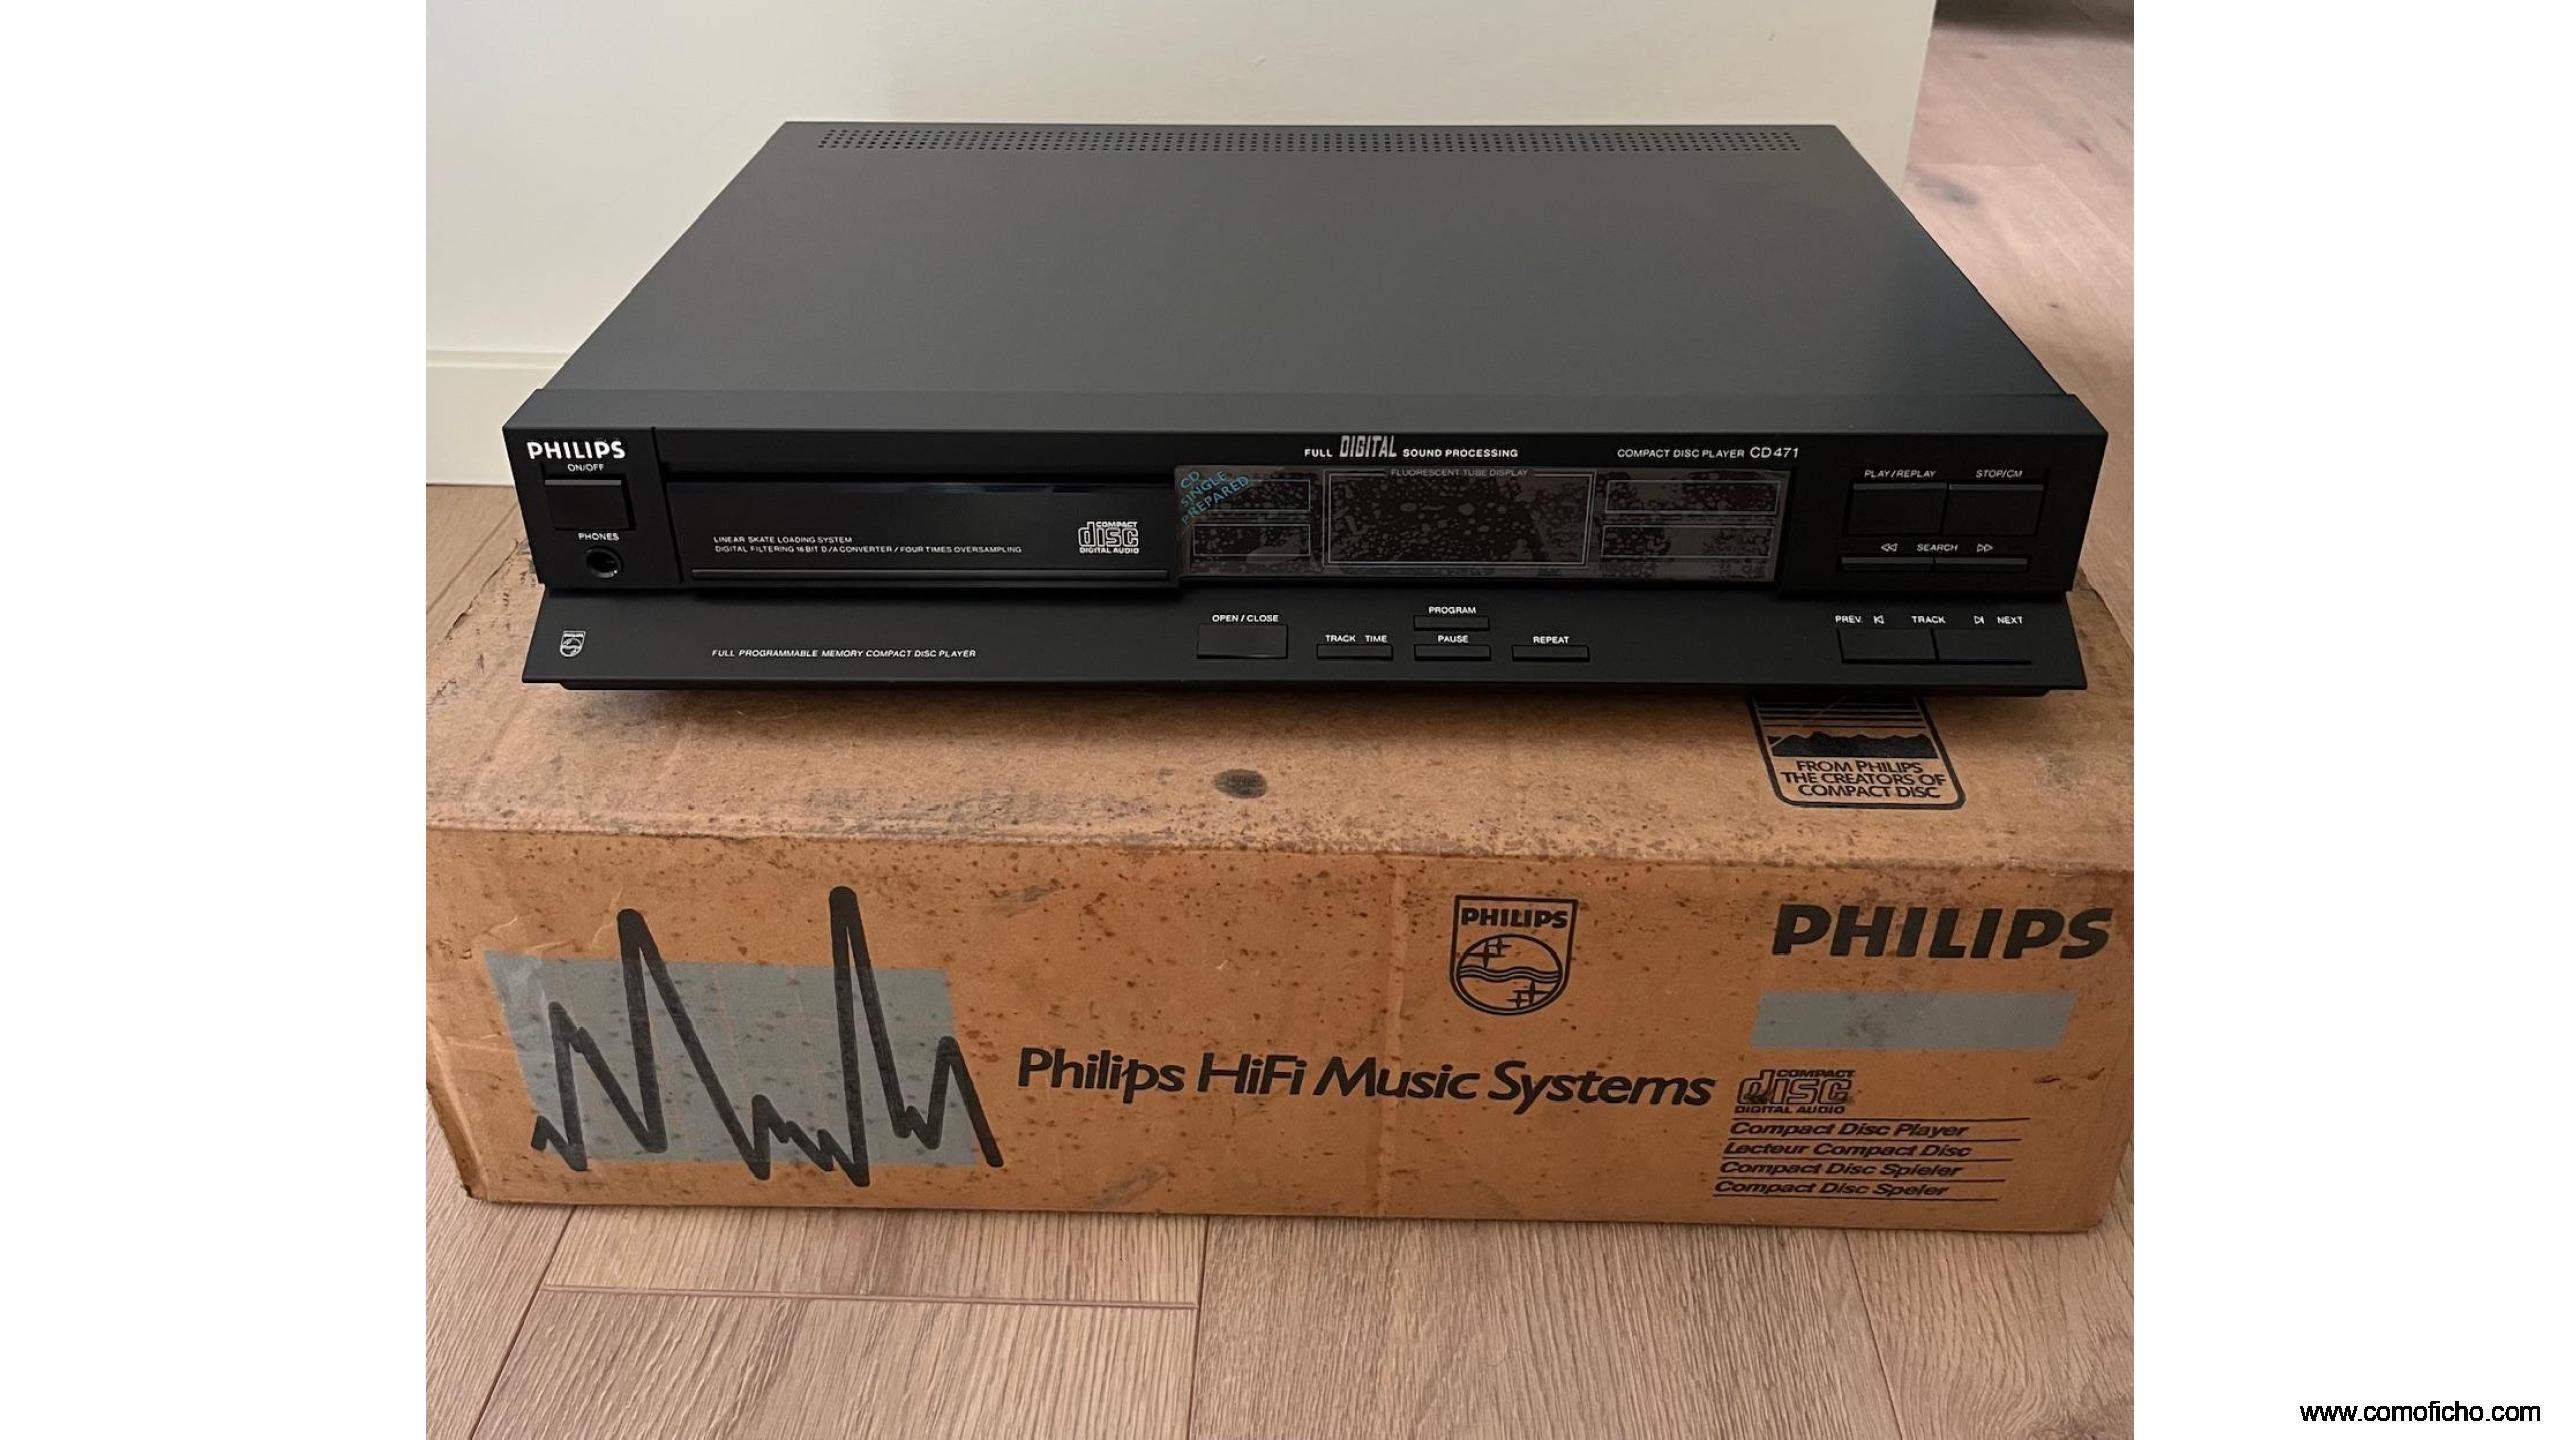 PHILIPS
ON/OFF
PHONES
LINEAR SKATE LOADING SYSTEM
DIGITAL FILTERING 16 BIT D/A CONVERTER / FOUR TIMES OVERSAMPLING
COMPACT
disc
DIGITAL AUDIO
FULL DIGITAL SOUND PROCESSING
COMPACT DISC PLAYER CD471
CD
SINGLE
PREPARED
FLUORESCENT TUBE DISPLAY
PLAY/REPLAY STOP/CM
SEARCH
FULL PROGRAMMABLE MEMORY COMPACT DISC PLAYER
OPEN / CLOSE
PROGRAM
TRACK TIME
PAUSE
REPEAT
PREV. TRACK NEXT
FROM PHILIPS
THE CREATORS OF
COMPACT DISC
PHILIPS
PHILIPS
Philips HiFi Music Systems
COMPACT
disc
DIGITAL AUDIO
Compact Disc Player
Lecteur Compact Disc
Compact Disc Spieler
Compact Disc Speler
www.comoficho.com